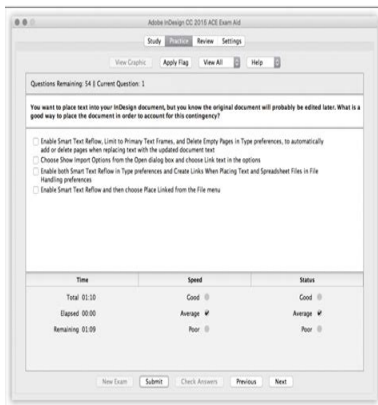 Adobe InDesign CC 2015 ACE Exam Aid
Study Practice Review Settings
View Graphic Apply Flag View All Help
Questions Remaining: 54 | Current Question: 1
You want to place text into your InDesign document, but you know the original document will probably be edited later. What is a
good way to place the document in order to account for this contingency?
Enable Smart Text Reflow, Limit to Primary Text Frames, and Delete Empty Pages in Type preferences, to automatically
add or delete pages when replacing text with the updated document text
Choose Show Import Options from the Open dialog box and choose Link text in the options
Enable both Smart Text Reflow in Type preferences and Create Links When Placing Text and Spreadsheet Files in File
Handling preferences
Enable Smart Text Reflow and then choose Place Linked from the File menu
Time Speed Status
Total 01:10 Good Good
Elapsed 00:00 Average Average
Remaining 01:09 Poor Poor
New Exam Submit Check Answers Previous Next